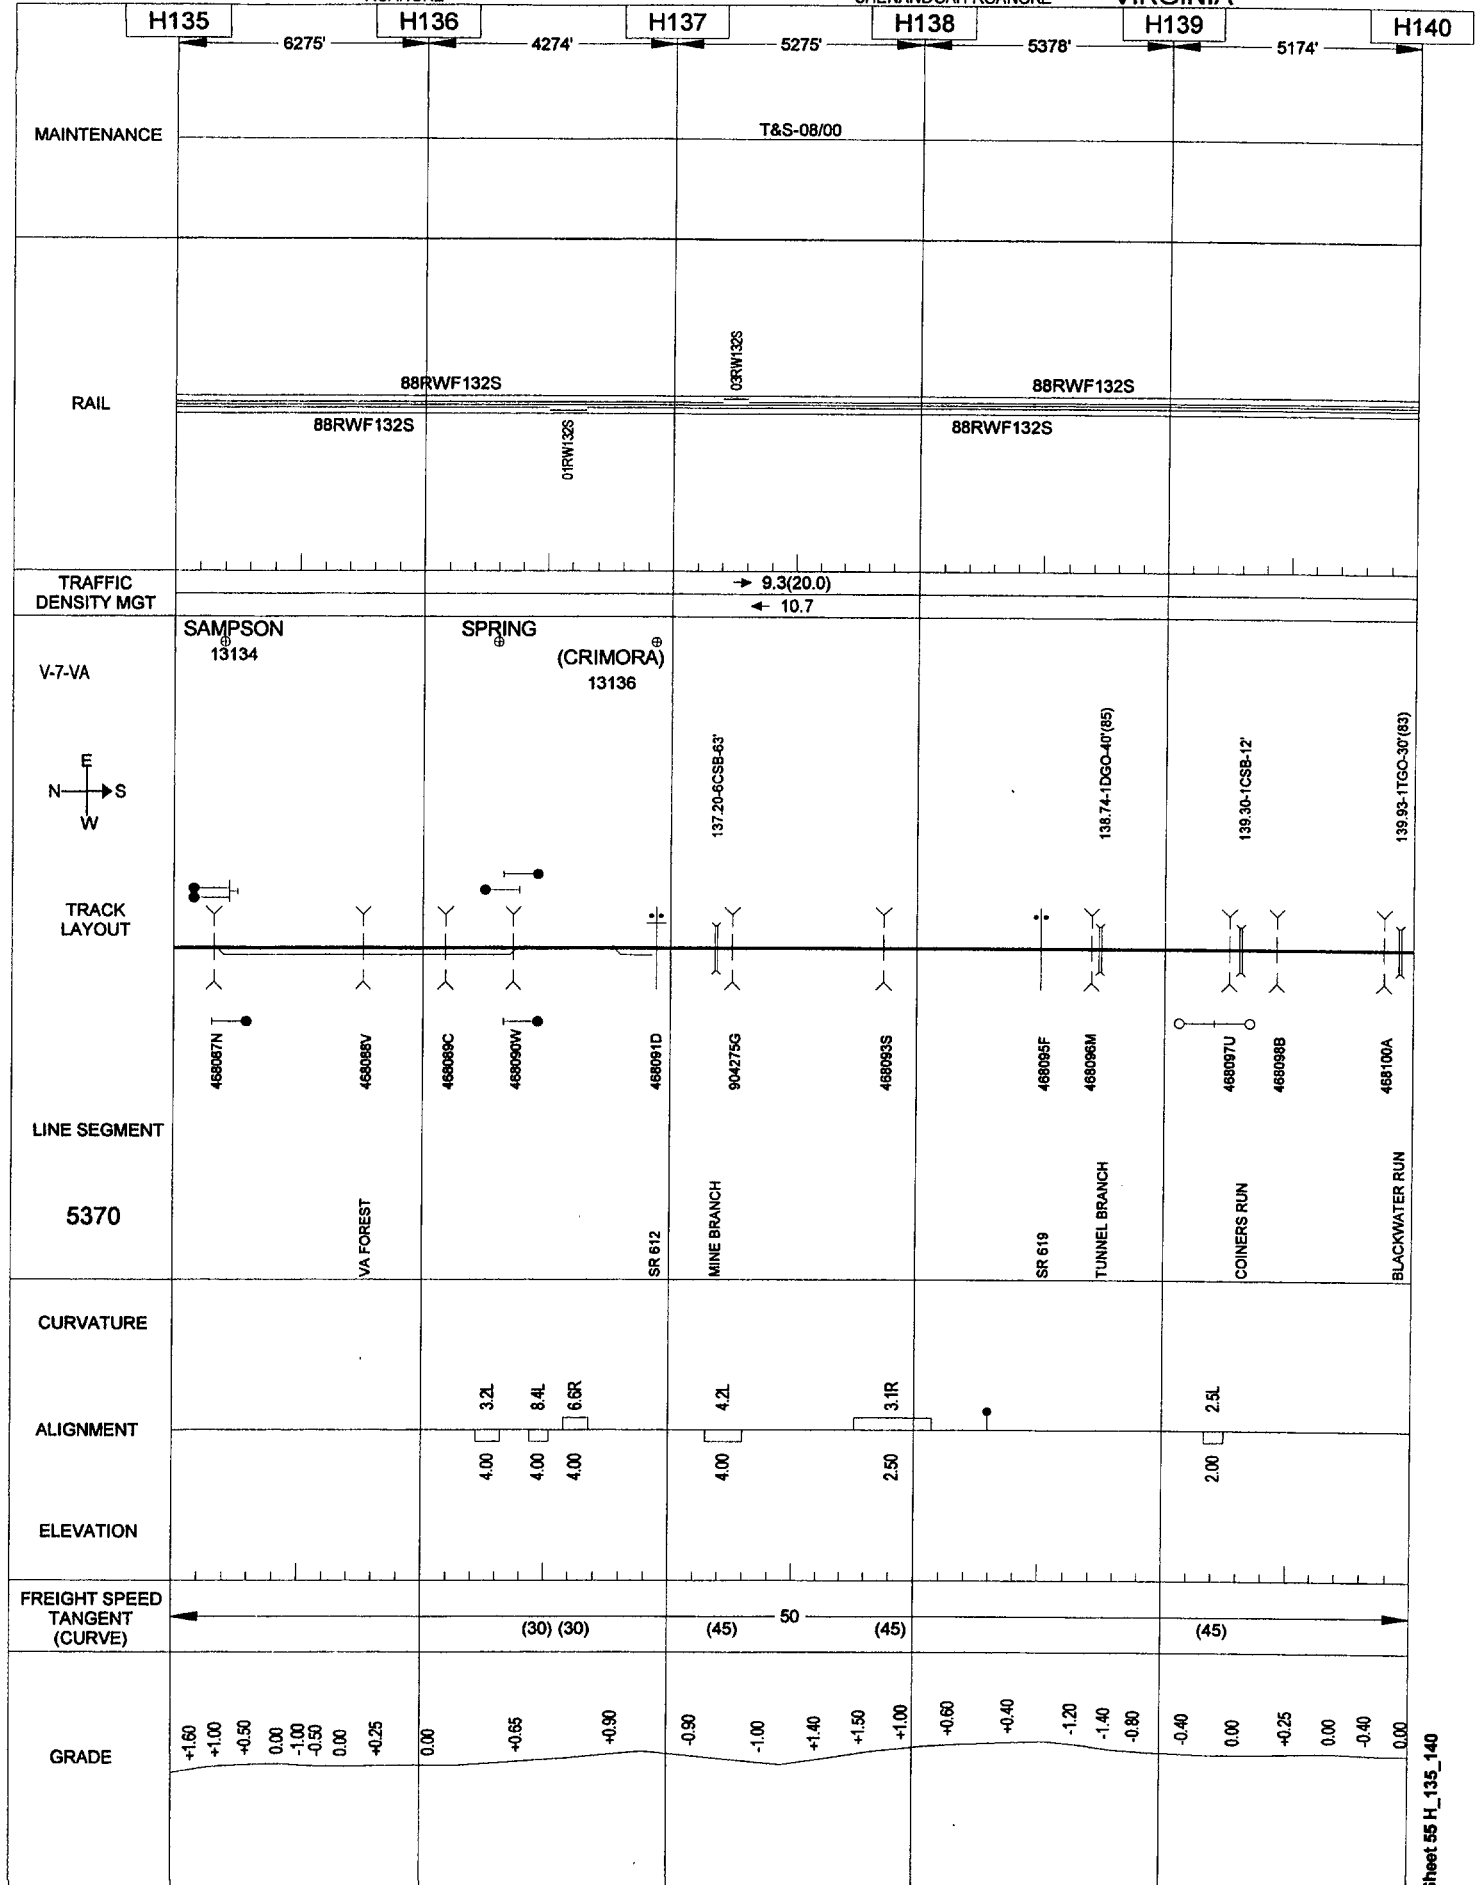 VIRGINIA
H135
H136
H137
H138
H139
H140
6275'
4274'
5275'
5378'
5174'
MAINTENANCE
T&S-08/00
RAIL
88RWF132S
88RWF132S
01RW132S
03RW132S
88RWF132S
88RWF132S
TRAFFIC
DENSITY MGT
9.3(20.0)
10.7
V-7-VA
SAMPSON
13134
SPRING
(CRIMORA)
13136
E
N
S
W
137.20-6CSB-63'
138.74-1DGO-40'(85)
139.30-1CSB-12'
139.93-1TGO-30'(83)
TRACK
LAYOUT
468087N
468088V
468089C
468090W
468091D
904275G
468093S
468095F
468096M
468097U
468098B
468100A
LINE SEGMENT
5370
VA FOREST
SR 612
MINE BRANCH
SR 619
TUNNEL BRANCH
COINERS RUN
BLACKWATER RUN
CURVATURE
3.2L
8.4L
6.6R
4.2L
3.1R
2.5L
ALIGNMENT
4.00
4.00
4.00
4.00
2.50
2.00
ELEVATION
FREIGHT SPEED
TANGENT
(CURVE)
50
(30) (30)
(45)
(45)
(45)
GRADE
+1.60
+1.00
+0.50
0.00
-1.00
-0.50
0.00
+0.25
0.00
+0.65
+0.90
-0.90
-1.00
+1.40
+1.50
+1.00
+0.60
+0.40
-1.20
-1.40
-0.80
-0.40
0.00
+0.25
0.00
-0.40
0.00
Sheet 55 H_135_140